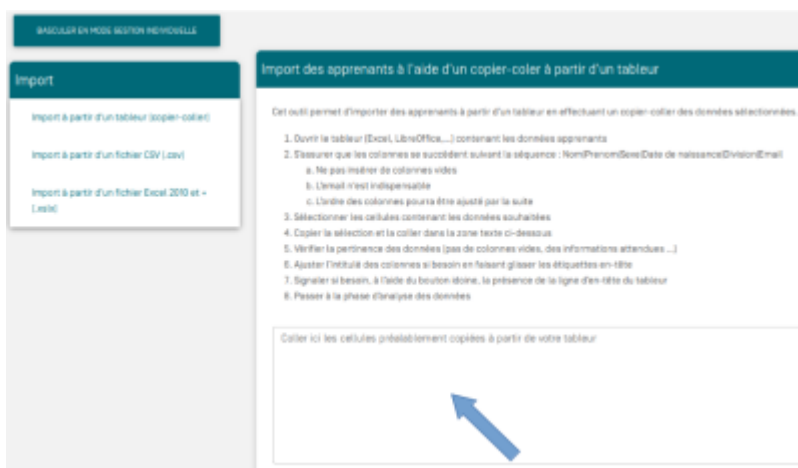 BASCULER EN MODE GESTION INDIVIDUELLE
Import
Import à partir d'un tableur (copier-coller)
Import à partir d'un fichier CSV (.csv)
Import à partir d'un fichier Excel 2010 et +
(.xslx)
Import des apprenants à l'aide d'un copier-coler à partir d'un tableur
Cet outil permet d'importer des apprenants à partir d'un tableur en effectuant un copier-coller des données sélectionnées.
1. Ouvrir le tableur (Excel, LibreOffice,...) contenant les données apprenants
2. S'assurer que les colonnes se succèdent suivant la séquence : Nom|Prenom|Sexe|Date de naissance|Division|Email
a. Ne pas insérer de colonnes vides
b. L'email n'est indispensable
c. L'ordre des colonnes pourra être ajusté par la suite
3. Sélectionner les cellules contenant les données souhaitées
4. Copier la sélection et la coller dans la zone texte ci-dessous
5. Vérifier la pertinence des données (pas de colonnes vides, des informations attendues ...)
6. Ajuster l'intitulé des colonnes si besoin en faisant glisser les étiquettes en-tête
7. Signaler si besoin, à l'aide du bouton idoine, la présence de la ligne d'en-tête du tableur
8. Passer à la phase d'analyse des données
Coller ici les cellules préalablement copiées à partir de votre tableur